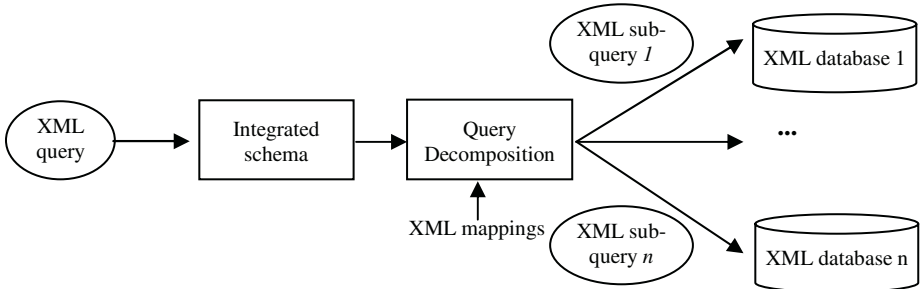 XML
query
Integrated
schema
Query
Decomposition
XML mappings
XML sub-
query 1
XML sub-
query n
XML database 1
...
XML database n